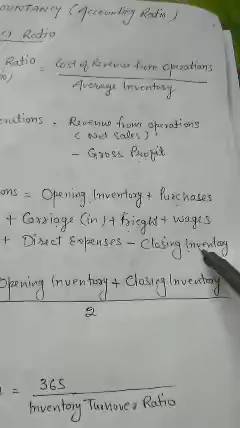 OUNTANCY (Accounting Ratio)
Ratio
Ratio = Cost of Revenue from operations
Average Inventory
= Revenue from operations
(Net Sales)
- Gross Profit
ons = Opening Inventory + Purchases
+ Carriage (in) + freight + wages
+ Direct Expenses - Closing Inventory
Opening Inventory + Closing Inventory
2
= 365
Inventory Turnover Ratio